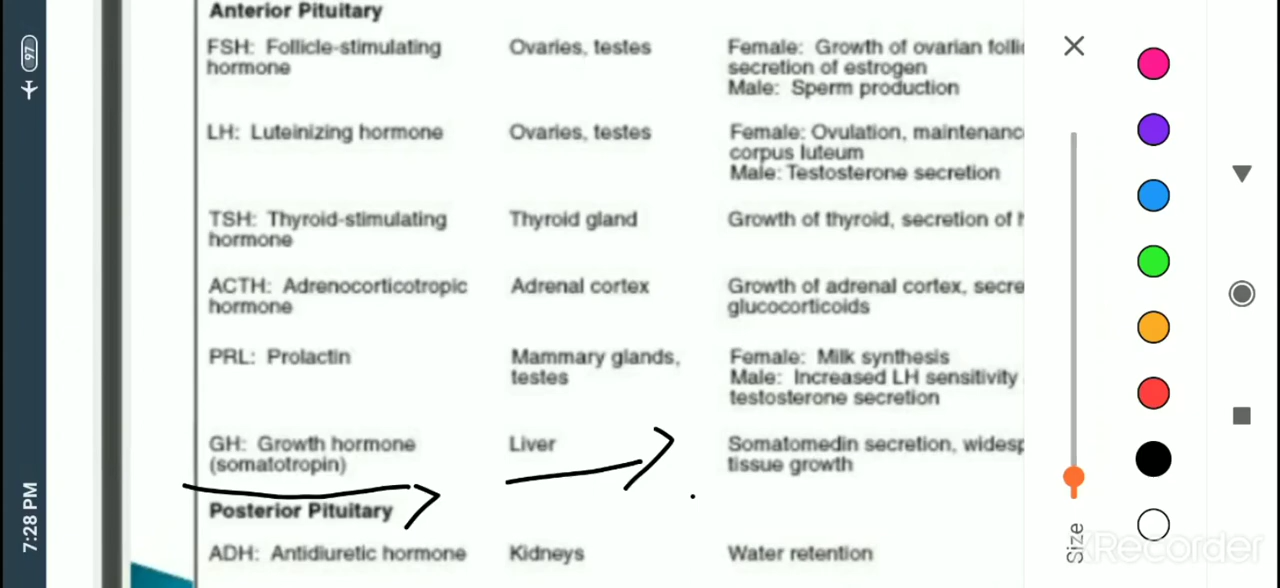 Anterior Pituitary
FSH: Follicle-stimulating hormone
Ovaries, testes
Female: Growth of ovarian follic
secretion of estrogen
Male: Sperm production
LH: Luteinizing hormone
Ovaries, testes
Female: Ovulation, maintenanc
corpus luteum
Male: Testosterone secretion
TSH: Thyroid-stimulating
hormone
Thyroid gland
Growth of thyroid, secretion of h
ACTH: Adrenocorticotropic
hormone
Adrenal cortex
Growth of adrenal cortex, secre
glucocorticoids
PRL: Prolactin
Mammary glands,
testes
Female: Milk synthesis
Male: Increased LH sensitivity
testosterone secretion
GH: Growth hormone
(somatotropin)
Liver
Somatomedin secretion, widesp
tissue growth
Posterior Pituitary
ADH: Antidiuretic hormone
Kidneys
Water retention
97
7:28 PM
Size
XRecorder